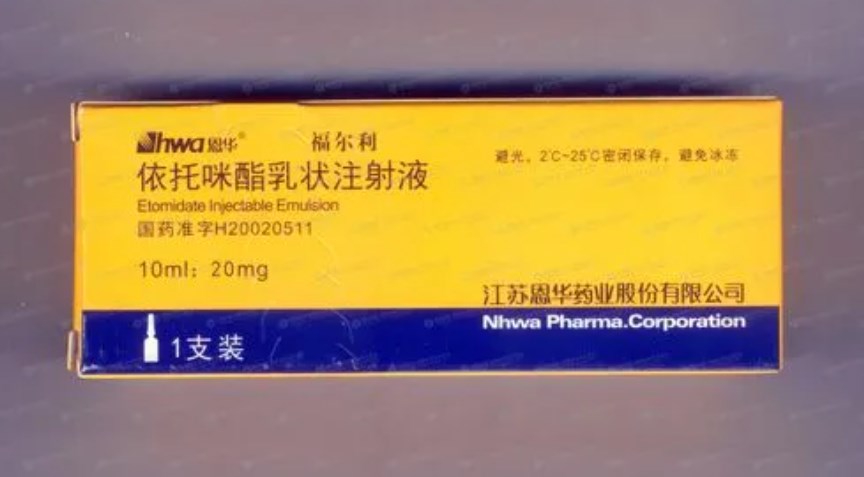 Nhwa恩华® 福尔利
避光，2℃~25℃密闭保存，避免冰冻
依托咪酯乳状注射液
Etomidate Injectable Emulsion
国药准字H20020511
10ml：20mg
江苏恩华药业股份有限公司
Nhwa Pharma.Corporation
1支装